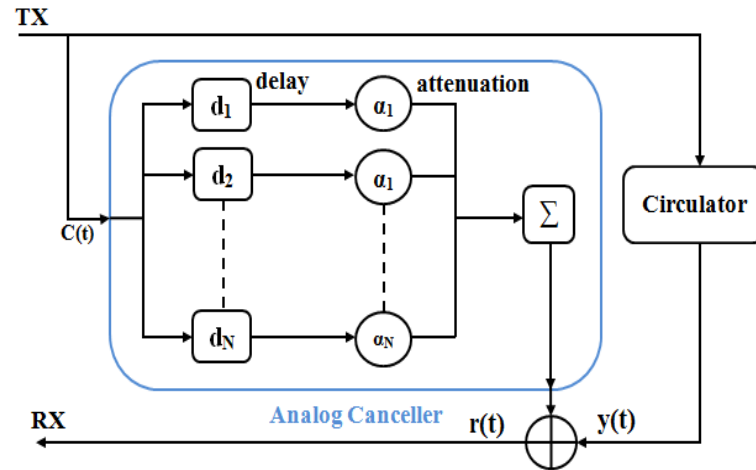 TX
delay
attenuation
d1
α1
d2
α1
C(t)
Σ
Circulator
dN
αN
Analog Canceller
RX
r(t)
y(t)